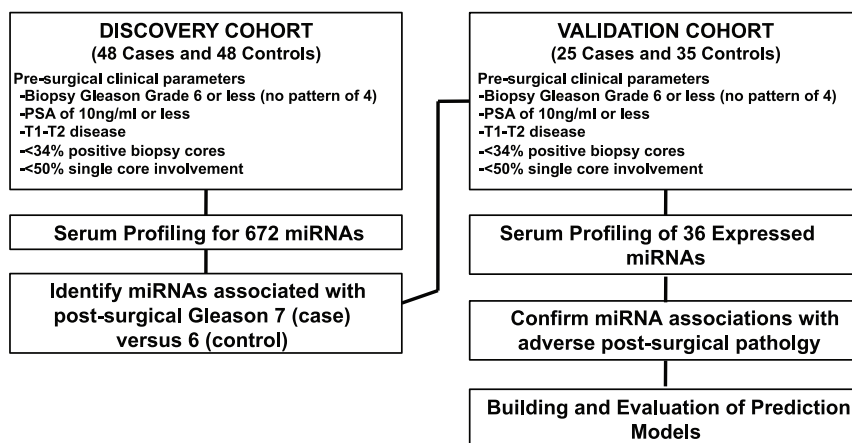 DISCOVERY COHORT
(48 Cases and 48 Controls)
Pre-surgical clinical parameters
-Biopsy Gleason Grade 6 or less (no pattern of 4)
-PSA of 10ng/ml or less
-T1-T2 disease
-<34% positive biopsy cores
-<50% single core involvement
Serum Profiling for 672 miRNAs
Identify miRNAs associated with
post-surgical Gleason 7 (case)
versus 6 (control)
VALIDATION COHORT
(25 Cases and 35 Controls)
Pre-surgical clinical parameters
-Biopsy Gleason Grade 6 or less (no pattern of 4)
-PSA of 10ng/ml or less
-T1-T2 disease
-<34% positive biopsy cores
-<50% single core involvement
Serum Profiling of 36 Expressed
miRNAs
Confirm miRNA associations with
adverse post-surgical patholgy
Building and Evaluation of Prediction
Models